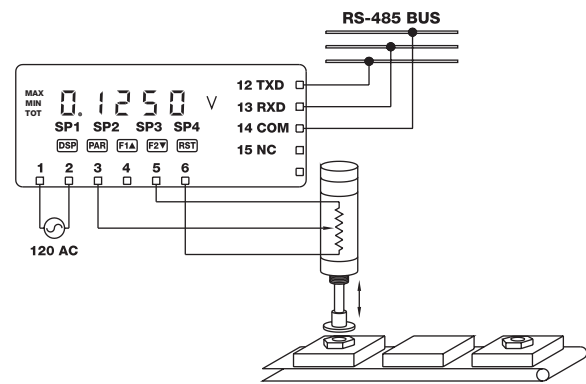 RS-485 BUS
MAX
MIN
TOT
0.1250 V
SP1 SP2 SP3 SP4
DSP PAR F1▲ F2▼ RST
1 2 3 4 5 6
12 TXD
13 RXD
14 COM
15 NC
120 AC